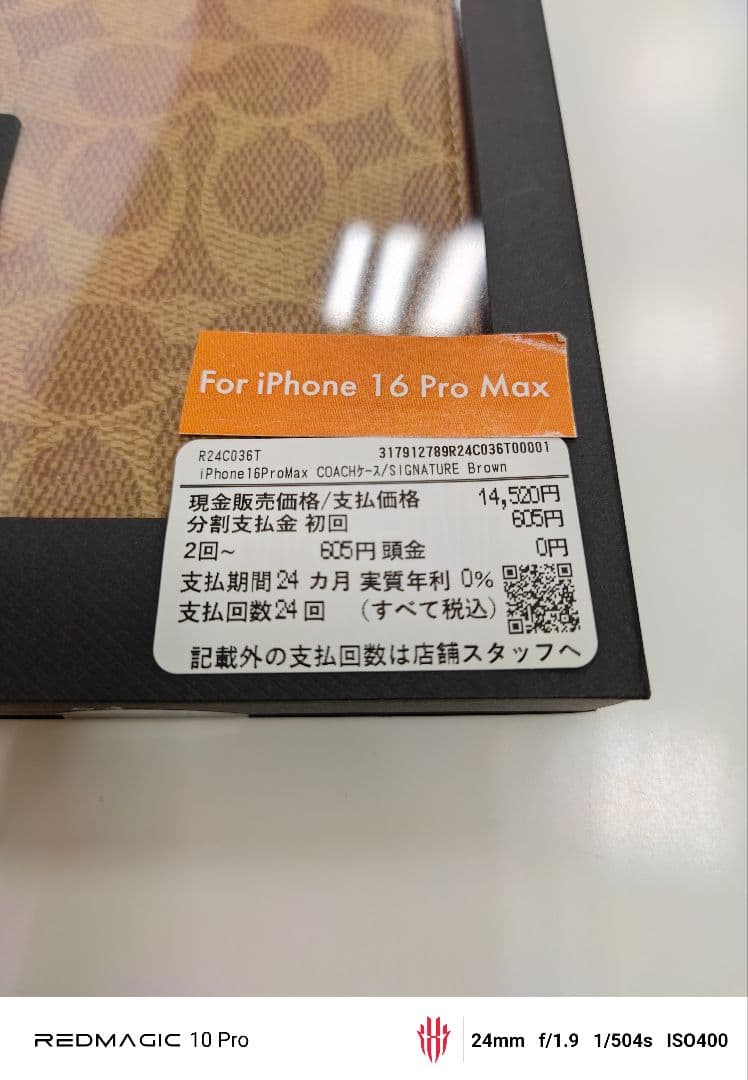 For iPhone 16 Pro Max
R24C036T 317912789R24C036T00001
iPhone16ProMax COACHケース/SIGNATURE Brown
現金販売価格/支払価格 14,520円
分割支払金 初回 605円
2回~ 605円 頭金 0円
支払期間 24 カ月 実質年利 0%
支払回数 24 回 (すべて税込)
記載外の支払回数は店舗スタッフへ
REDMAGIC 10 Pro 24mm f/1.9 1/504s ISO400